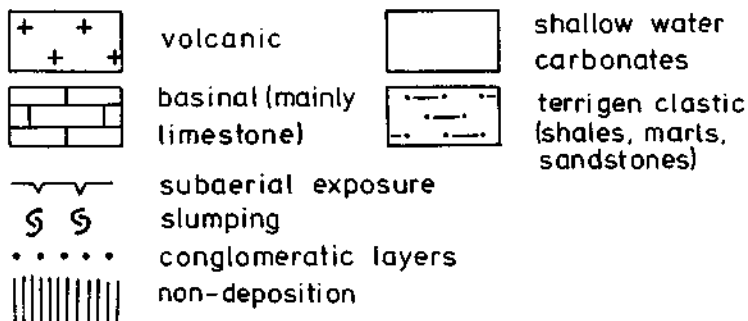 volcanic
basinal (mainly
limestone)
shallow water
carbonates
terrigen clastic
(shales, marls,
sandstones)
subaerial exposure
slumping
conglomeratic layers
non-deposition